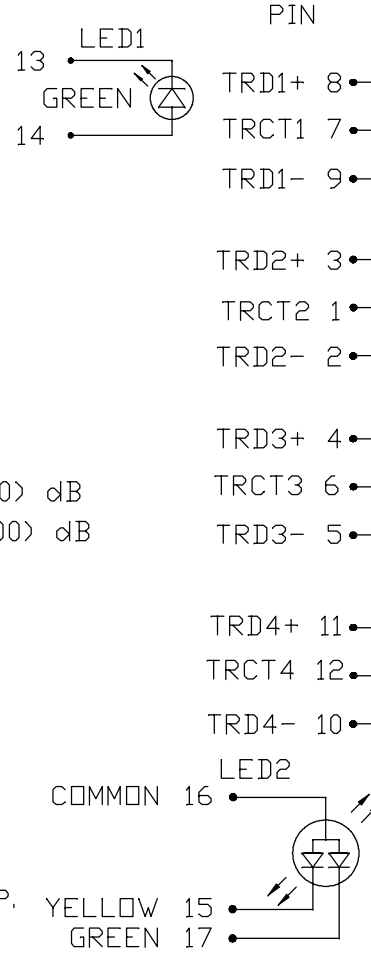 PIN
LED1
13
GREEN
14
TRD1+ 8
TRCT1 7
TRD1- 9
TRD2+ 3
TRCT2 1
TRD2- 2
TRD3+ 4
0) dB
TRCT3 6
00) dB
TRD3- 5
TRD4+ 11
TRCT4 12
TRD4- 10
LED2
COMMON 16
P.
YELLOW 15
GREEN 17